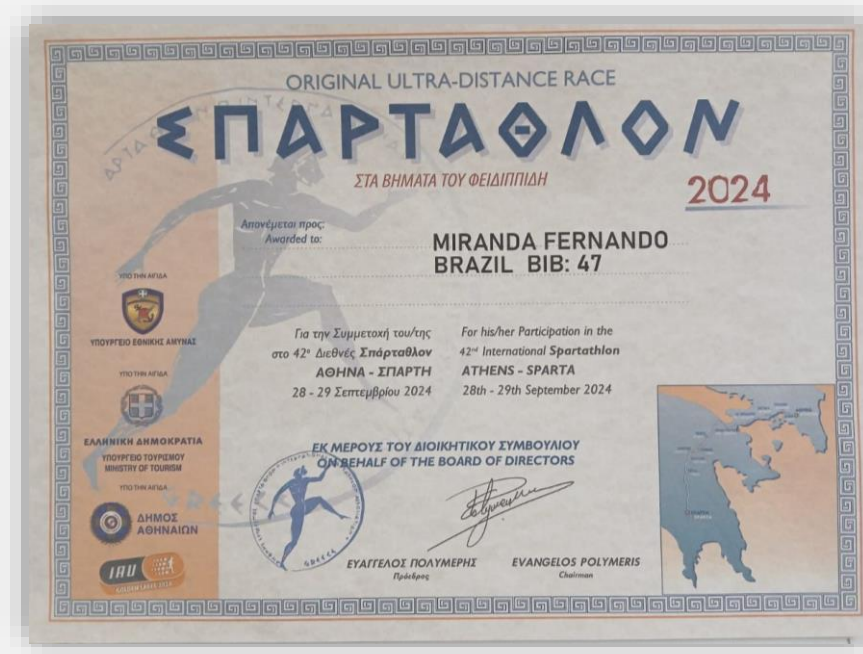 ORIGINAL ULTRA-DISTANCE RACE
ΣΠΑΡΤΑΘΛΟΝ
ΣΤΑ ΒΗΜΑΤΑ ΤΟΥ ΦΕΙΔΙΠΠΙΔΗ
2024
Απονέμεται προς:
Awarded to:
MIRANDA FERNANDO
BRAZIL BIB: 47
ΥΠΟ ΤΗΝ ΑΙΓΙΔΑ
ΥΠΟΥΡΓΕΙΟ ΕΘΝΙΚΗΣ ΑΜΥΝΑΣ
ΥΠΟ ΤΗΝ ΑΙΓΙΔΑ
ΕΛΛΗΝΙΚΗ ΔΗΜΟΚΡΑΤΙΑ
ΥΠΟΥΡΓΕΙΟ ΤΟΥΡΙΣΜΟΥ
MINISTRY OF TOURISM
ΥΠΟ ΤΗΝ ΑΙΓΙΔΑ
ΔΗΜΟΣ
ΑΘΗΝΑΙΩΝ
IAU
Για την Συμμετοχή του/της
στο 42ο Διεθνές Σπάρταθλον
ΑΘΗΝΑ - ΣΠΑΡΤΗ
28 - 29 Σεπτεμβρίου 2024
For his/her Participation in the
42nd International Spartathlon
ATHENS - SPARTA
28th - 29th September 2024
ΕΚ ΜΕΡΟΥΣ ΤΟΥ ΔΙΟΙΚΗΤΙΚΟΥ ΣΥΜΒΟΥΛΙΟΥ
ON BEHALF OF THE BOARD OF DIRECTORS
GREECE
ΕΥΑΓΓΕΛΟΣ ΠΟΛΥΜΕΡΗΣ
Πρόεδρος
EVANGELOS POLYMERIS
Chairman